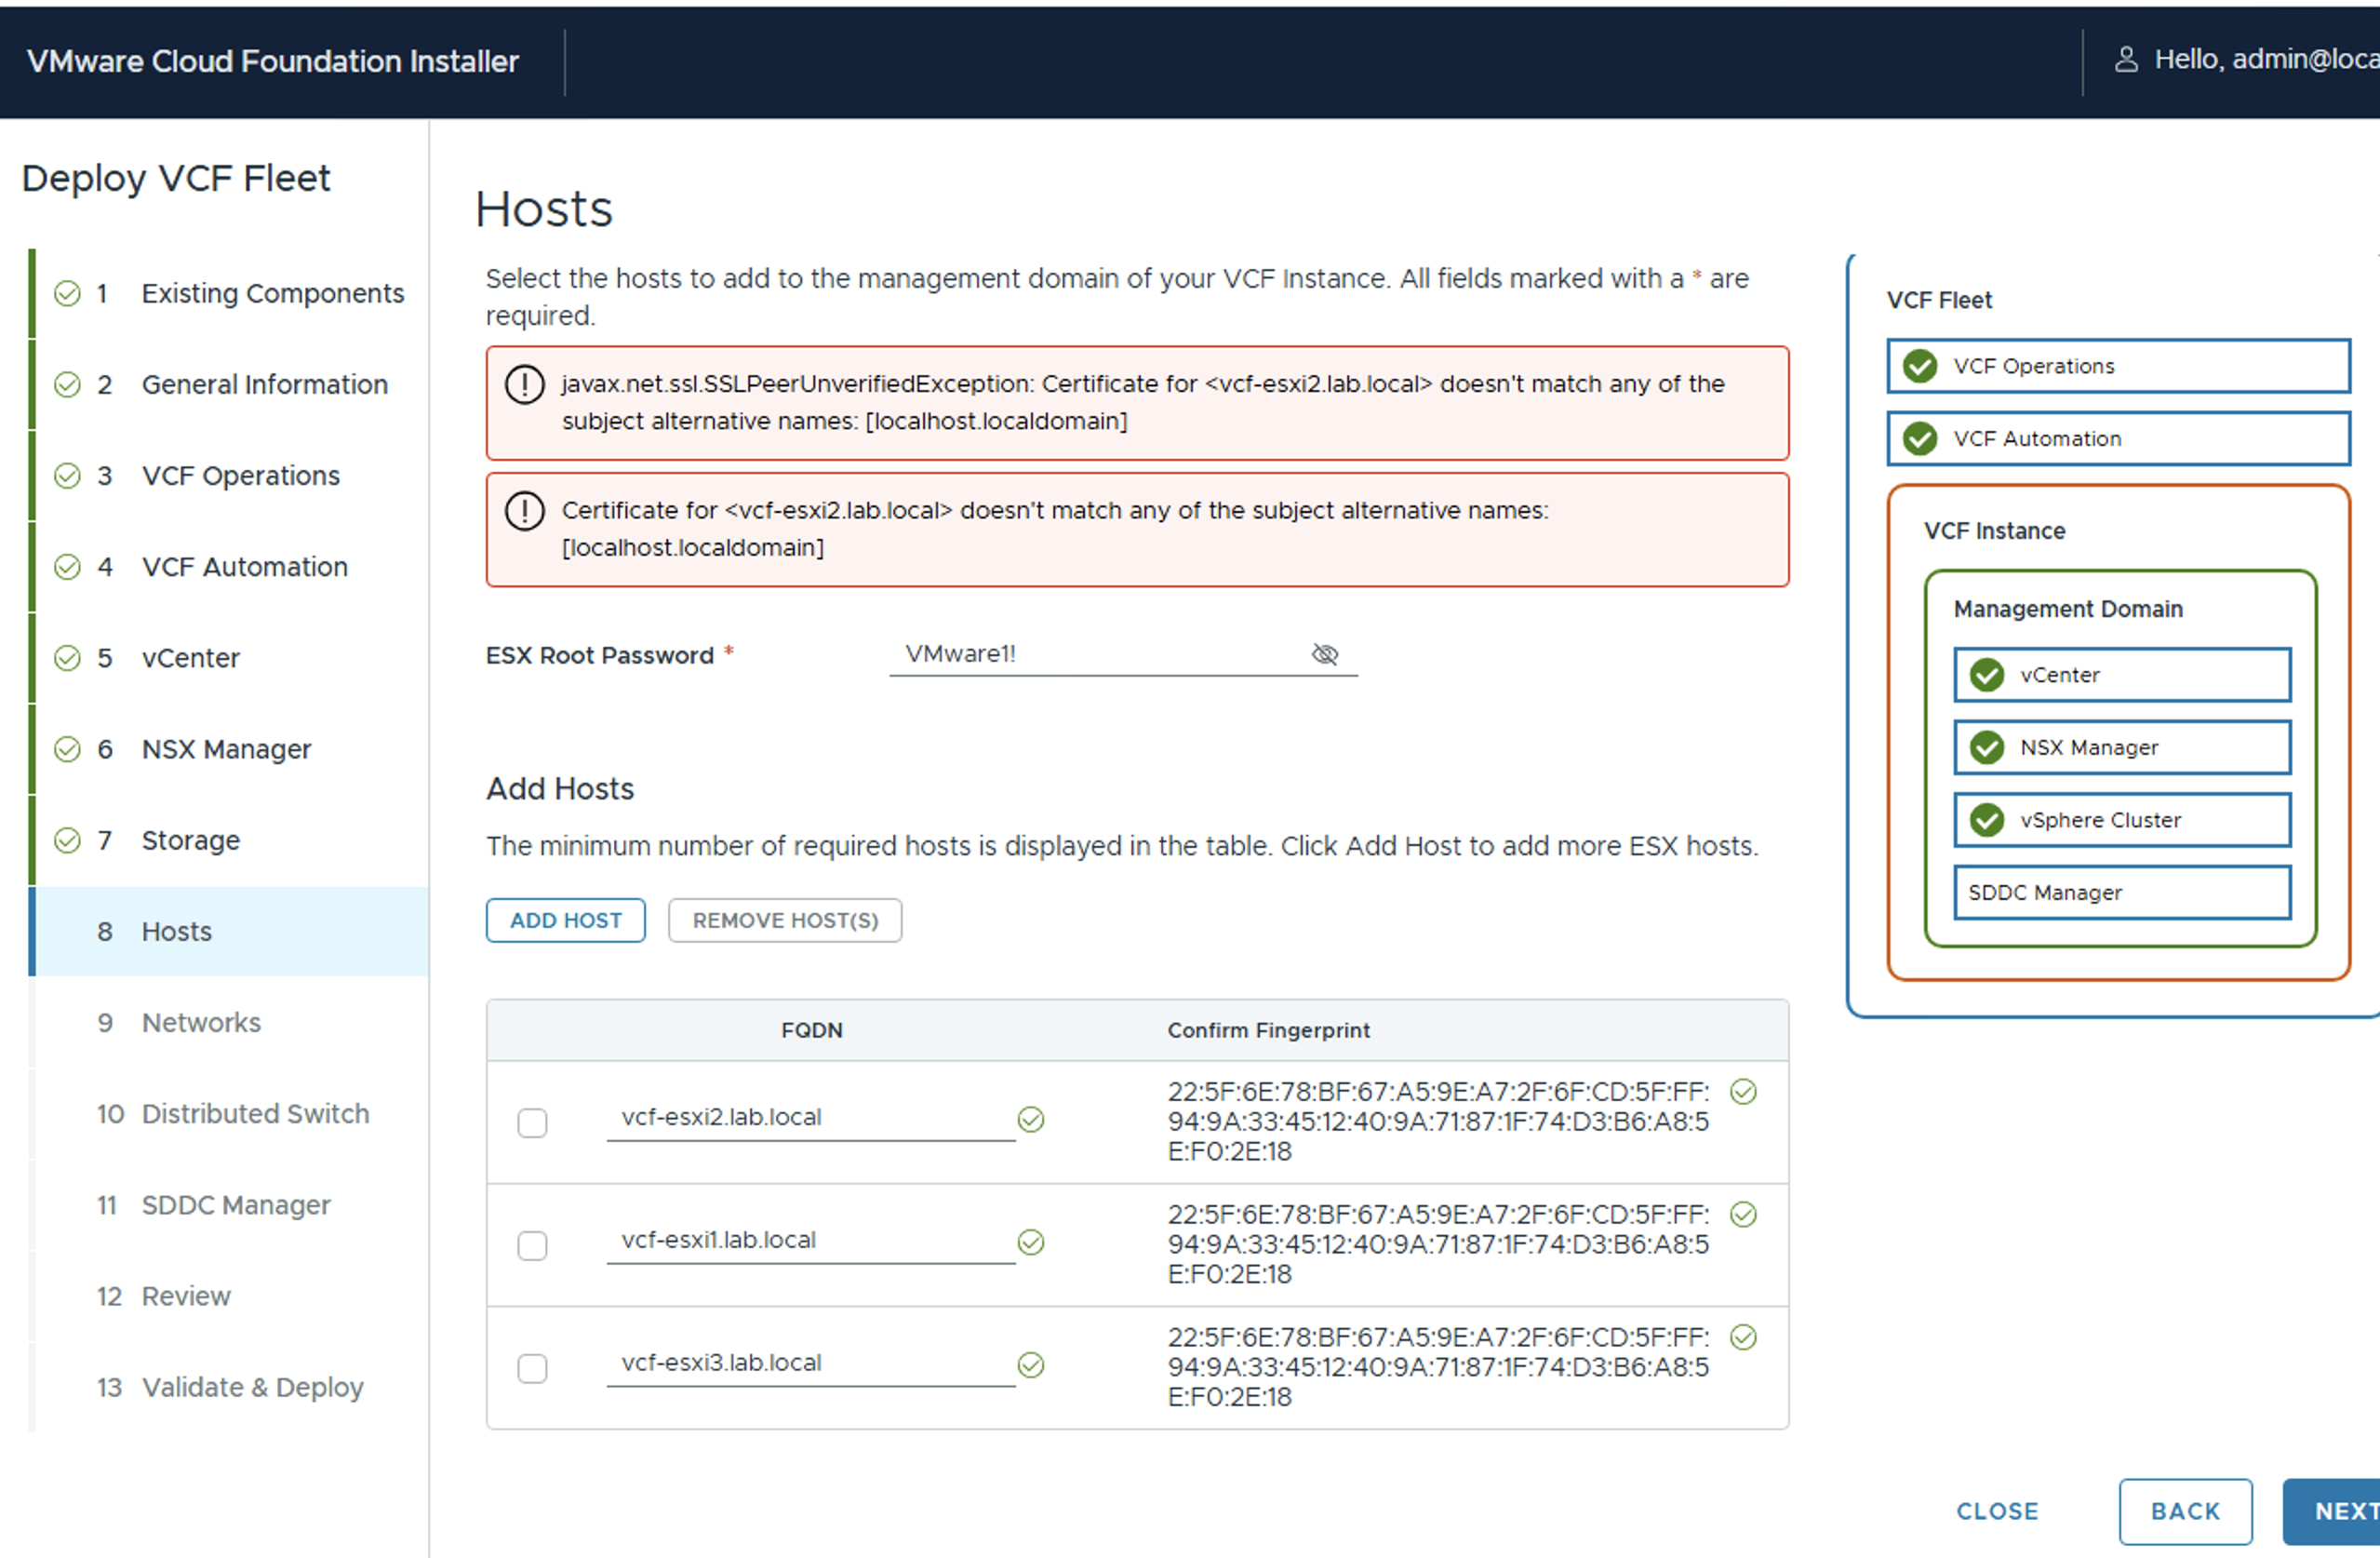 VMware Cloud Foundation Installer
Hello, admin@loca
Deploy VCF Fleet
1 Existing Components
2 General Information
3 VCF Operations
4 VCF Automation
5 vCenter
6 NSX Manager
7 Storage
8 Hosts
9 Networks
10 Distributed Switch
11 SDDC Manager
12 Review
13 Validate & Deploy
Hosts
Select the hosts to add to the management domain of your VCF Instance. All fields marked with a * are
required.
javax.net.ssl.SSLPeerUnverifiedException: Certificate for <vcf-esxi2.lab.local> doesn't match any of the
subject alternative names: [localhost.localdomain]
Certificate for <vcf-esxi2.lab.local> doesn't match any of the subject alternative names:
[localhost.localdomain]
ESX Root Password * VMware1!
Add Hosts
The minimum number of required hosts is displayed in the table. Click Add Host to add more ESX hosts.
ADD HOST REMOVE HOST(S)
FQDN Confirm Fingerprint
vcf-esxi2.lab.local
22:5F:6E:78:BF:67:A5:9E:A7:2F:6F:CD:5F:FF:
94:9A:33:45:12:40:9A:71:87:1F:74:D3:B6:A8:5
E:F0:2E:18
vcf-esxi1.lab.local
22:5F:6E:78:BF:67:A5:9E:A7:2F:6F:CD:5F:FF:
94:9A:33:45:12:40:9A:71:87:1F:74:D3:B6:A8:5
E:F0:2E:18
vcf-esxi3.lab.local
22:5F:6E:78:BF:67:A5:9E:A7:2F:6F:CD:5F:FF:
94:9A:33:45:12:40:9A:71:87:1F:74:D3:B6:A8:5
E:F0:2E:18
VCF Fleet
VCF Operations
VCF Automation
VCF Instance
Management Domain
vCenter
NSX Manager
vSphere Cluster
SDDC Manager
CLOSE BACK NEXT